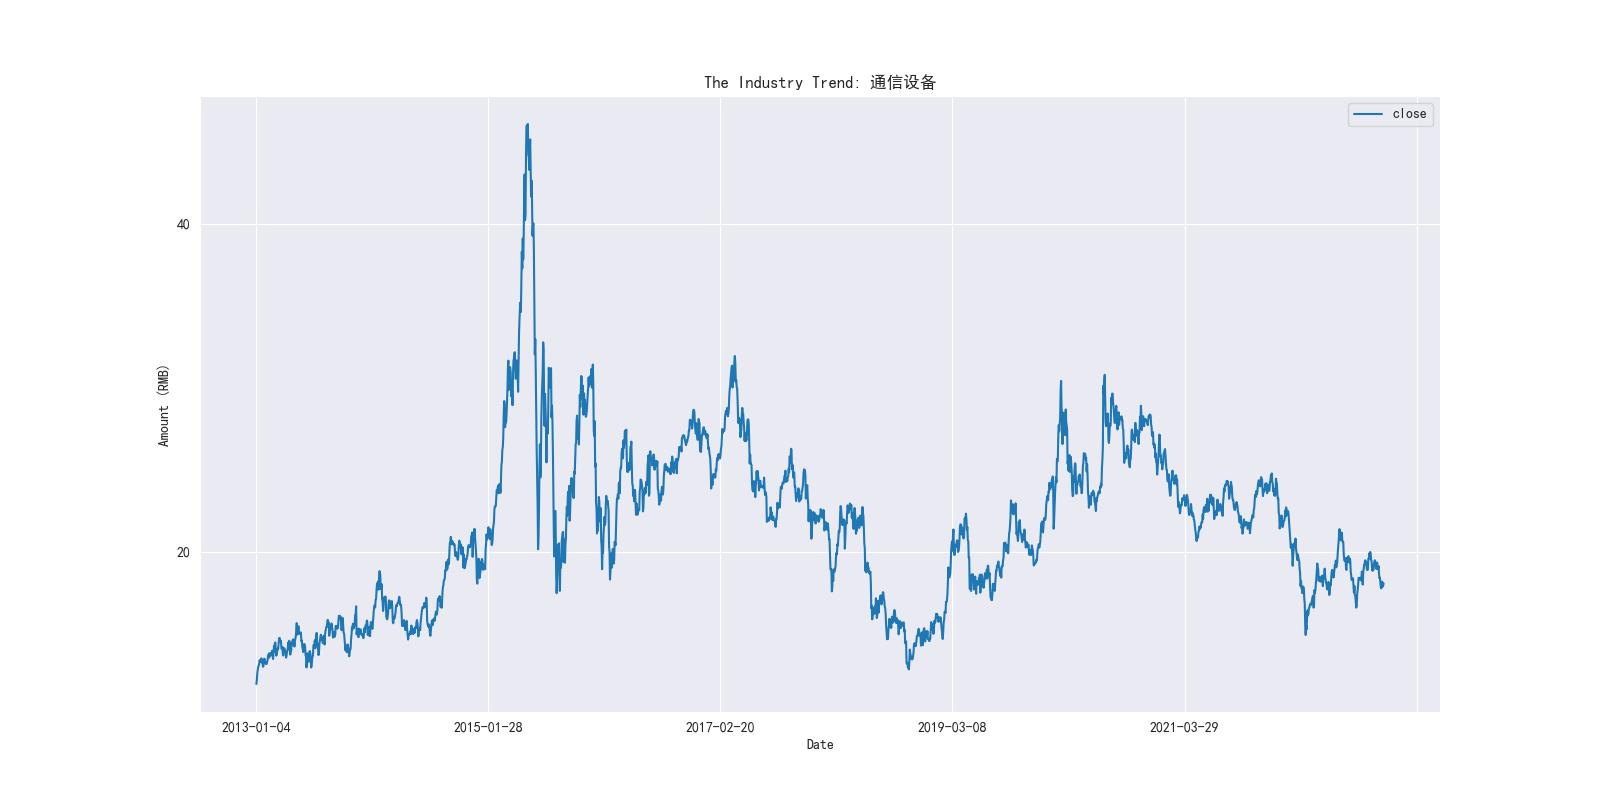 The Industry Trend: 通信设备
close
40
20
Amount (RMB)
2013-01-04
2015-01-28
2017-02-20
2019-03-08
2021-03-29
Date